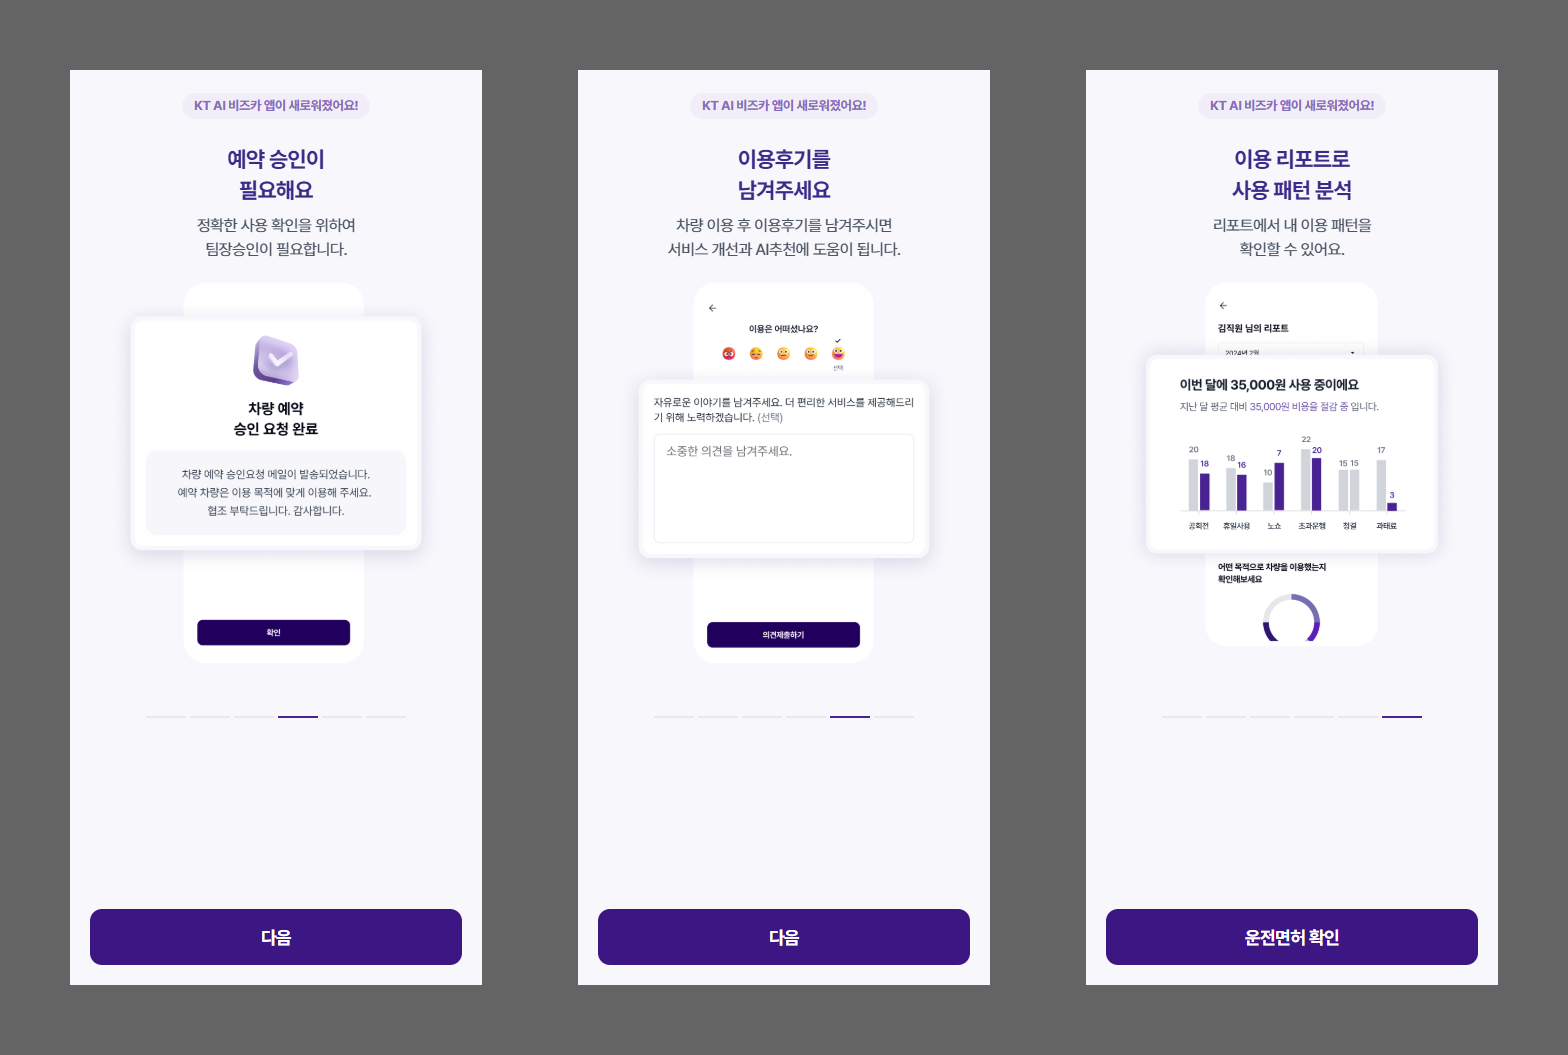 KT AI 비즈카 앱이 새로워졌어요!
예약 승인이
필요해요
정확한 사용 확인을 위하여
팀장승인이 필요합니다.
차량 예약
승인 요청 완료
차량 예약 승인요청 메일이 발송되었습니다.
예약 차량은 이용 목적에 맞게 이용해 주세요.
협조 부탁드립니다. 감사합니다.
확인
다음
KT AI 비즈카 앱이 새로워졌어요!
이용후기를
남겨주세요
차량 이용 후 이용후기를 남겨주시면
서비스 개선과 AI추천에 도움이 됩니다.
이용은 어떠셨나요?
선택
자유로운 이야기를 남겨주세요. 더 편리한 서비스를 제공해드리
기 위해 노력하겠습니다. (선택)
소중한 의견을 남겨주세요.
의견제출하기
다음
KT AI 비즈카 앱이 새로워졌어요!
이용 리포트로
사용 패턴 분석
리포트에서 내 이용 패턴을
확인할 수 있어요.
김직원 님의 리포트
2024년 2월
이번 달에 35,000원 사용 중이에요
지난 달 평균 대비 35,000원 비용을 절감 중 입니다.
20 18 18 16 10 7 22 20 15 15 17 3
공회전 휴일사용 노쇼 초과운행 청결 과태료
어떤 목적으로 차량을 이용했는지
확인해보세요
운전면허 확인